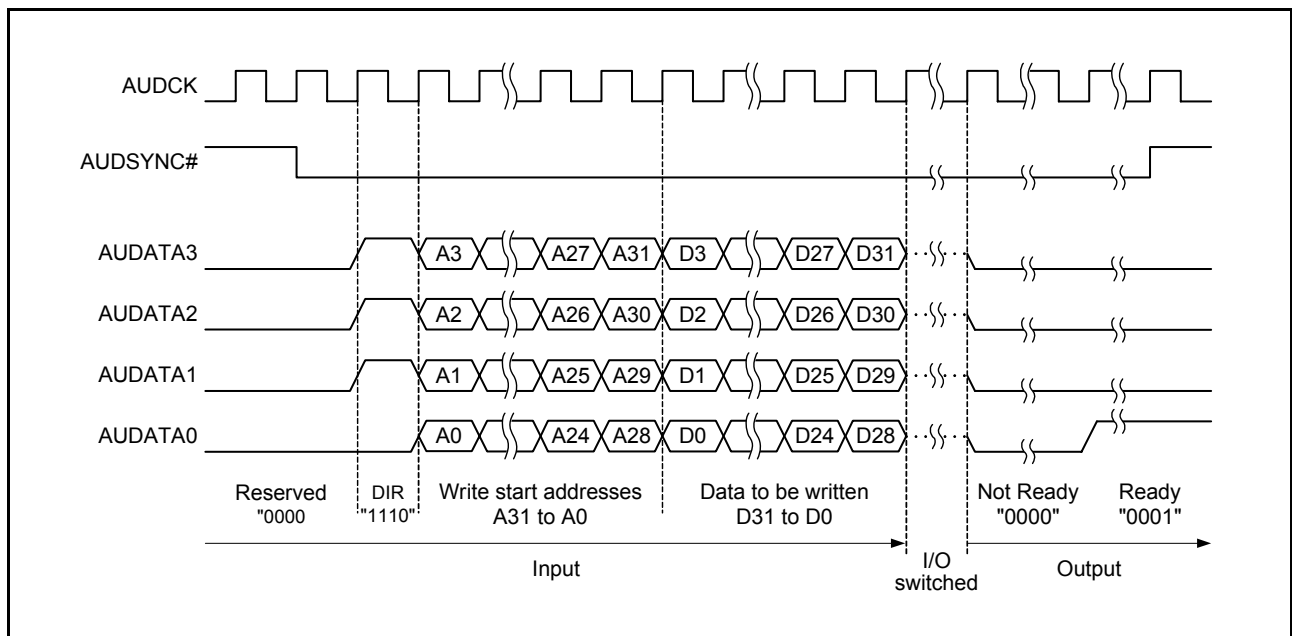 AUDCK
AUDSYNC#
AUDATA3 A3 A27 A31 D3 D27 D31
AUDATA2 A2 A26 A30 D2 D26 D30
AUDATA1 A1 A25 A29 D1 D25 D29
AUDATA0 A0 A24 A28 D0 D24 D28
Reserved DIR Write start addresses Data to be written Not Ready Ready
"0000 "1110" A31 to A0 D31 to D0 "0000" "0001"
Input I/O Output
switched